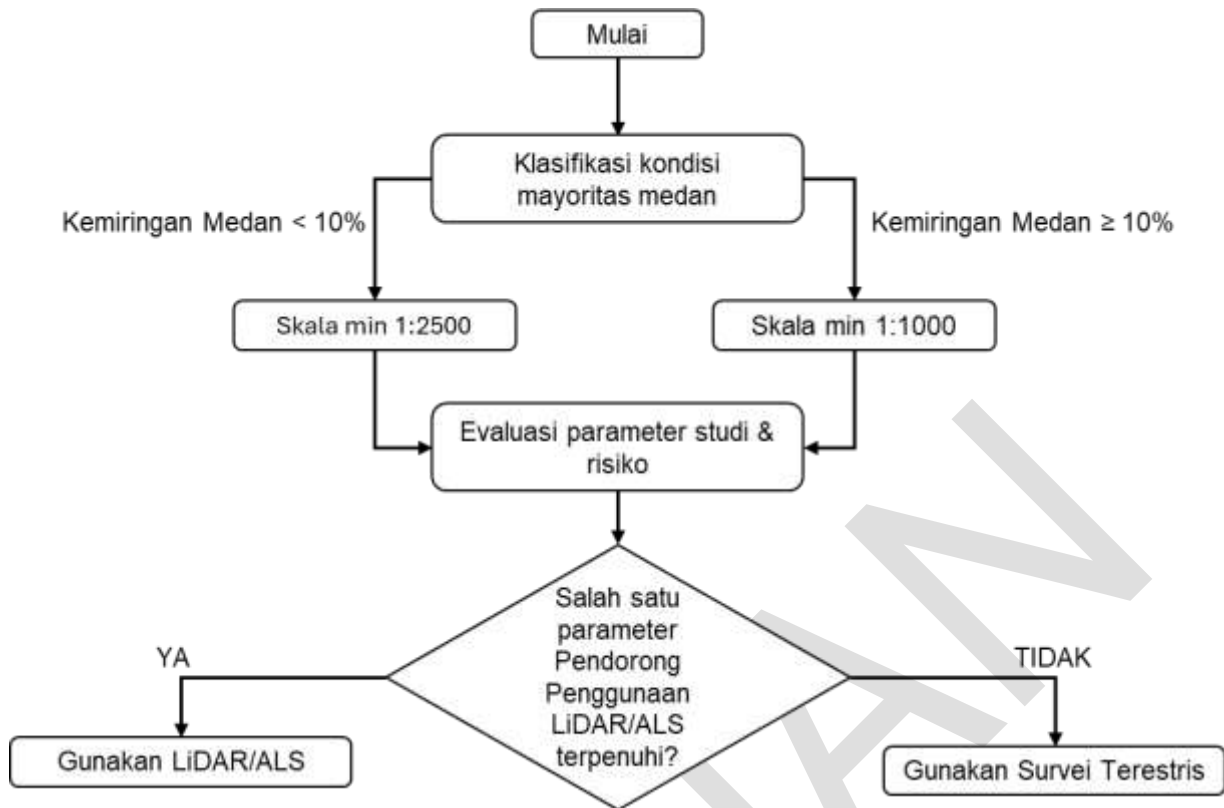 Mulai
Klasifikasi kondisi
mayoritas medan
Kemiringan Medan < 10%
Kemiringan Medan ≥ 10%
Skala min 1:2500
Skala min 1:1000
Evaluasi parameter studi &
risiko
Salah satu
parameter
Pendorong
Penggunaan
LiDAR/ALS
terpenuhi?
YA
TIDAK
Gunakan LiDAR/ALS
Gunakan Survei Terestris